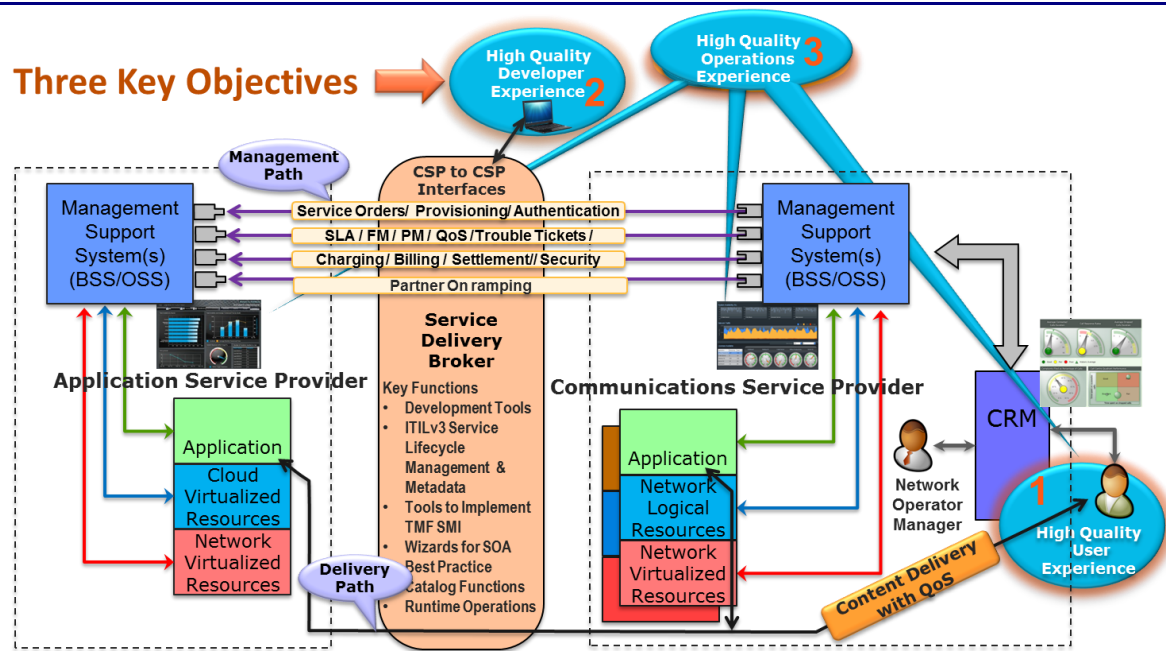 Three Key Objectives
High Quality
Developer
Experience
2
High Quality
Operations
Experience
3
Management
Path
CSP to CSP
Interfaces
Management
Support
System(s)
(BSS/OSS)
Service Orders/ Provisioning/ Authentication
SLA / FM / PM / QoS /Trouble Tickets /
Charging/ Billing / Settlement// Security
Partner On ramping
Management
Support
System(s)
(BSS/OSS)
Service
Delivery
Broker
Key Functions
• Development Tools
• ITILv3 Service
Lifecycle
Management &
Metadata
• Tools to Implement
TMF SMI
• Wizards for SOA
Best Practice
Catalog Functions
• Runtime Operations
Application Service Provider
Application
Cloud
Virtualized
Resources
Network
Virtualized
Resources
Delivery
Path
Communications Service Provider
Application
Network
Logical
Resources
Network
Virtualized
Resources
CRM
Network
Operator
Manager
1
High Quality
User
Experience
Content Delivery
with QoS